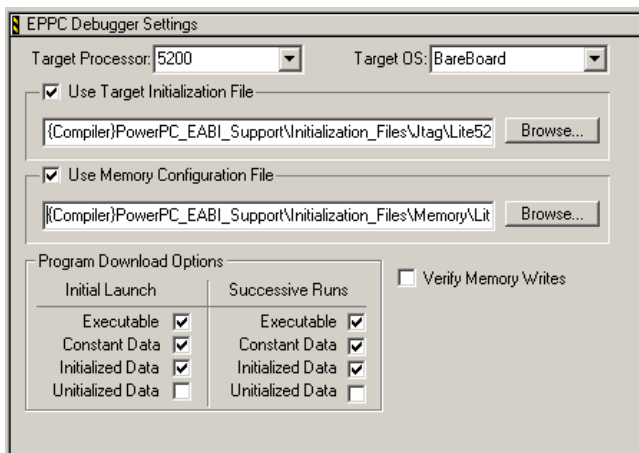 EPPC Debugger Settings
Target Processor: 5200 Target OS: BareBoard
Use Target Initialization File
{Compiler}PowerPC_EABI_Support\Initialization_Files\Jtag\Lite52 Browse...
Use Memory Configuration File
{Compiler}PowerPC_EABI_Support\Initialization_Files\Memory\Lit Browse...
Program Download Options
Verify Memory Writes
Initial Launch Successive Runs
Executable Executable
Constant Data Constant Data
Initialized Data Initialized Data
Unitialized Data Unitialized Data